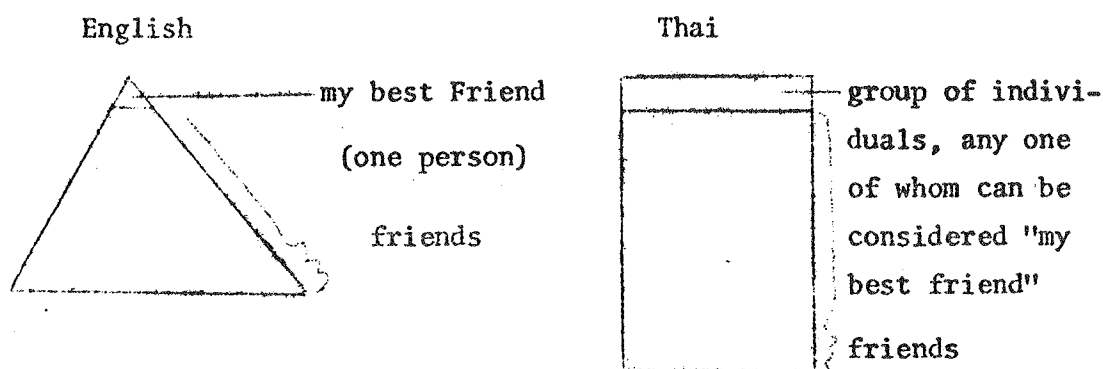 English
my best Friend
(one person)
friends
Thai
group of indivi-
duals, any one
of whom can be
considered "my
best friend"
friends